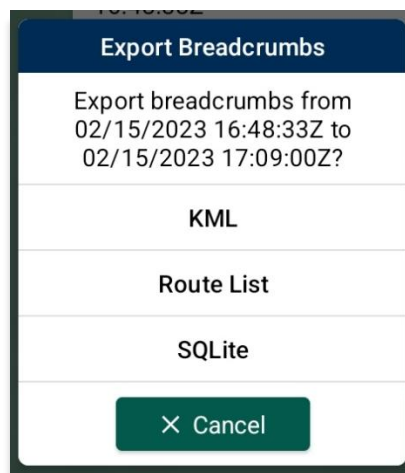 Export Breadcrumbs
Export breadcrumbs from
02/15/2023 16:48:33Z to
02/15/2023 17:09:00Z?
KML
Route List
SQLite
× Cancel